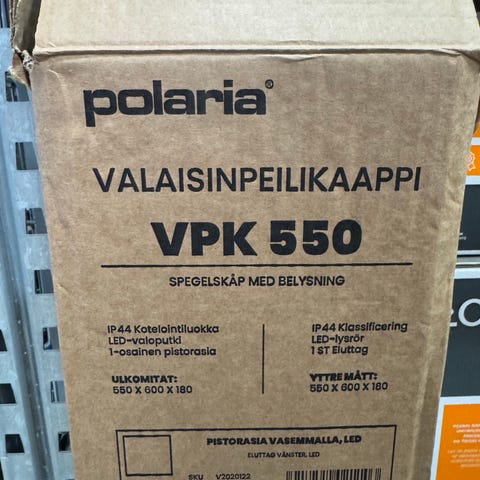 polaria®
VALAISINPEILIKAAPPI
VPK 550
SPEGELSKÅP MED BELYSNING
IP44 Kotelointiluokka
LED-valoputki
1-osainen pistorasia
ULKOMITAT:
550 X 600 X 180
IP44 Klassificering
LED-lysrör
1 ST Eluttag
YTTRE MÅTT:
550 X 600 X 180
PISTORASIA VASEMMALLA, LED
ELUTTAG VÄNSTER, LED
SKU V2020122